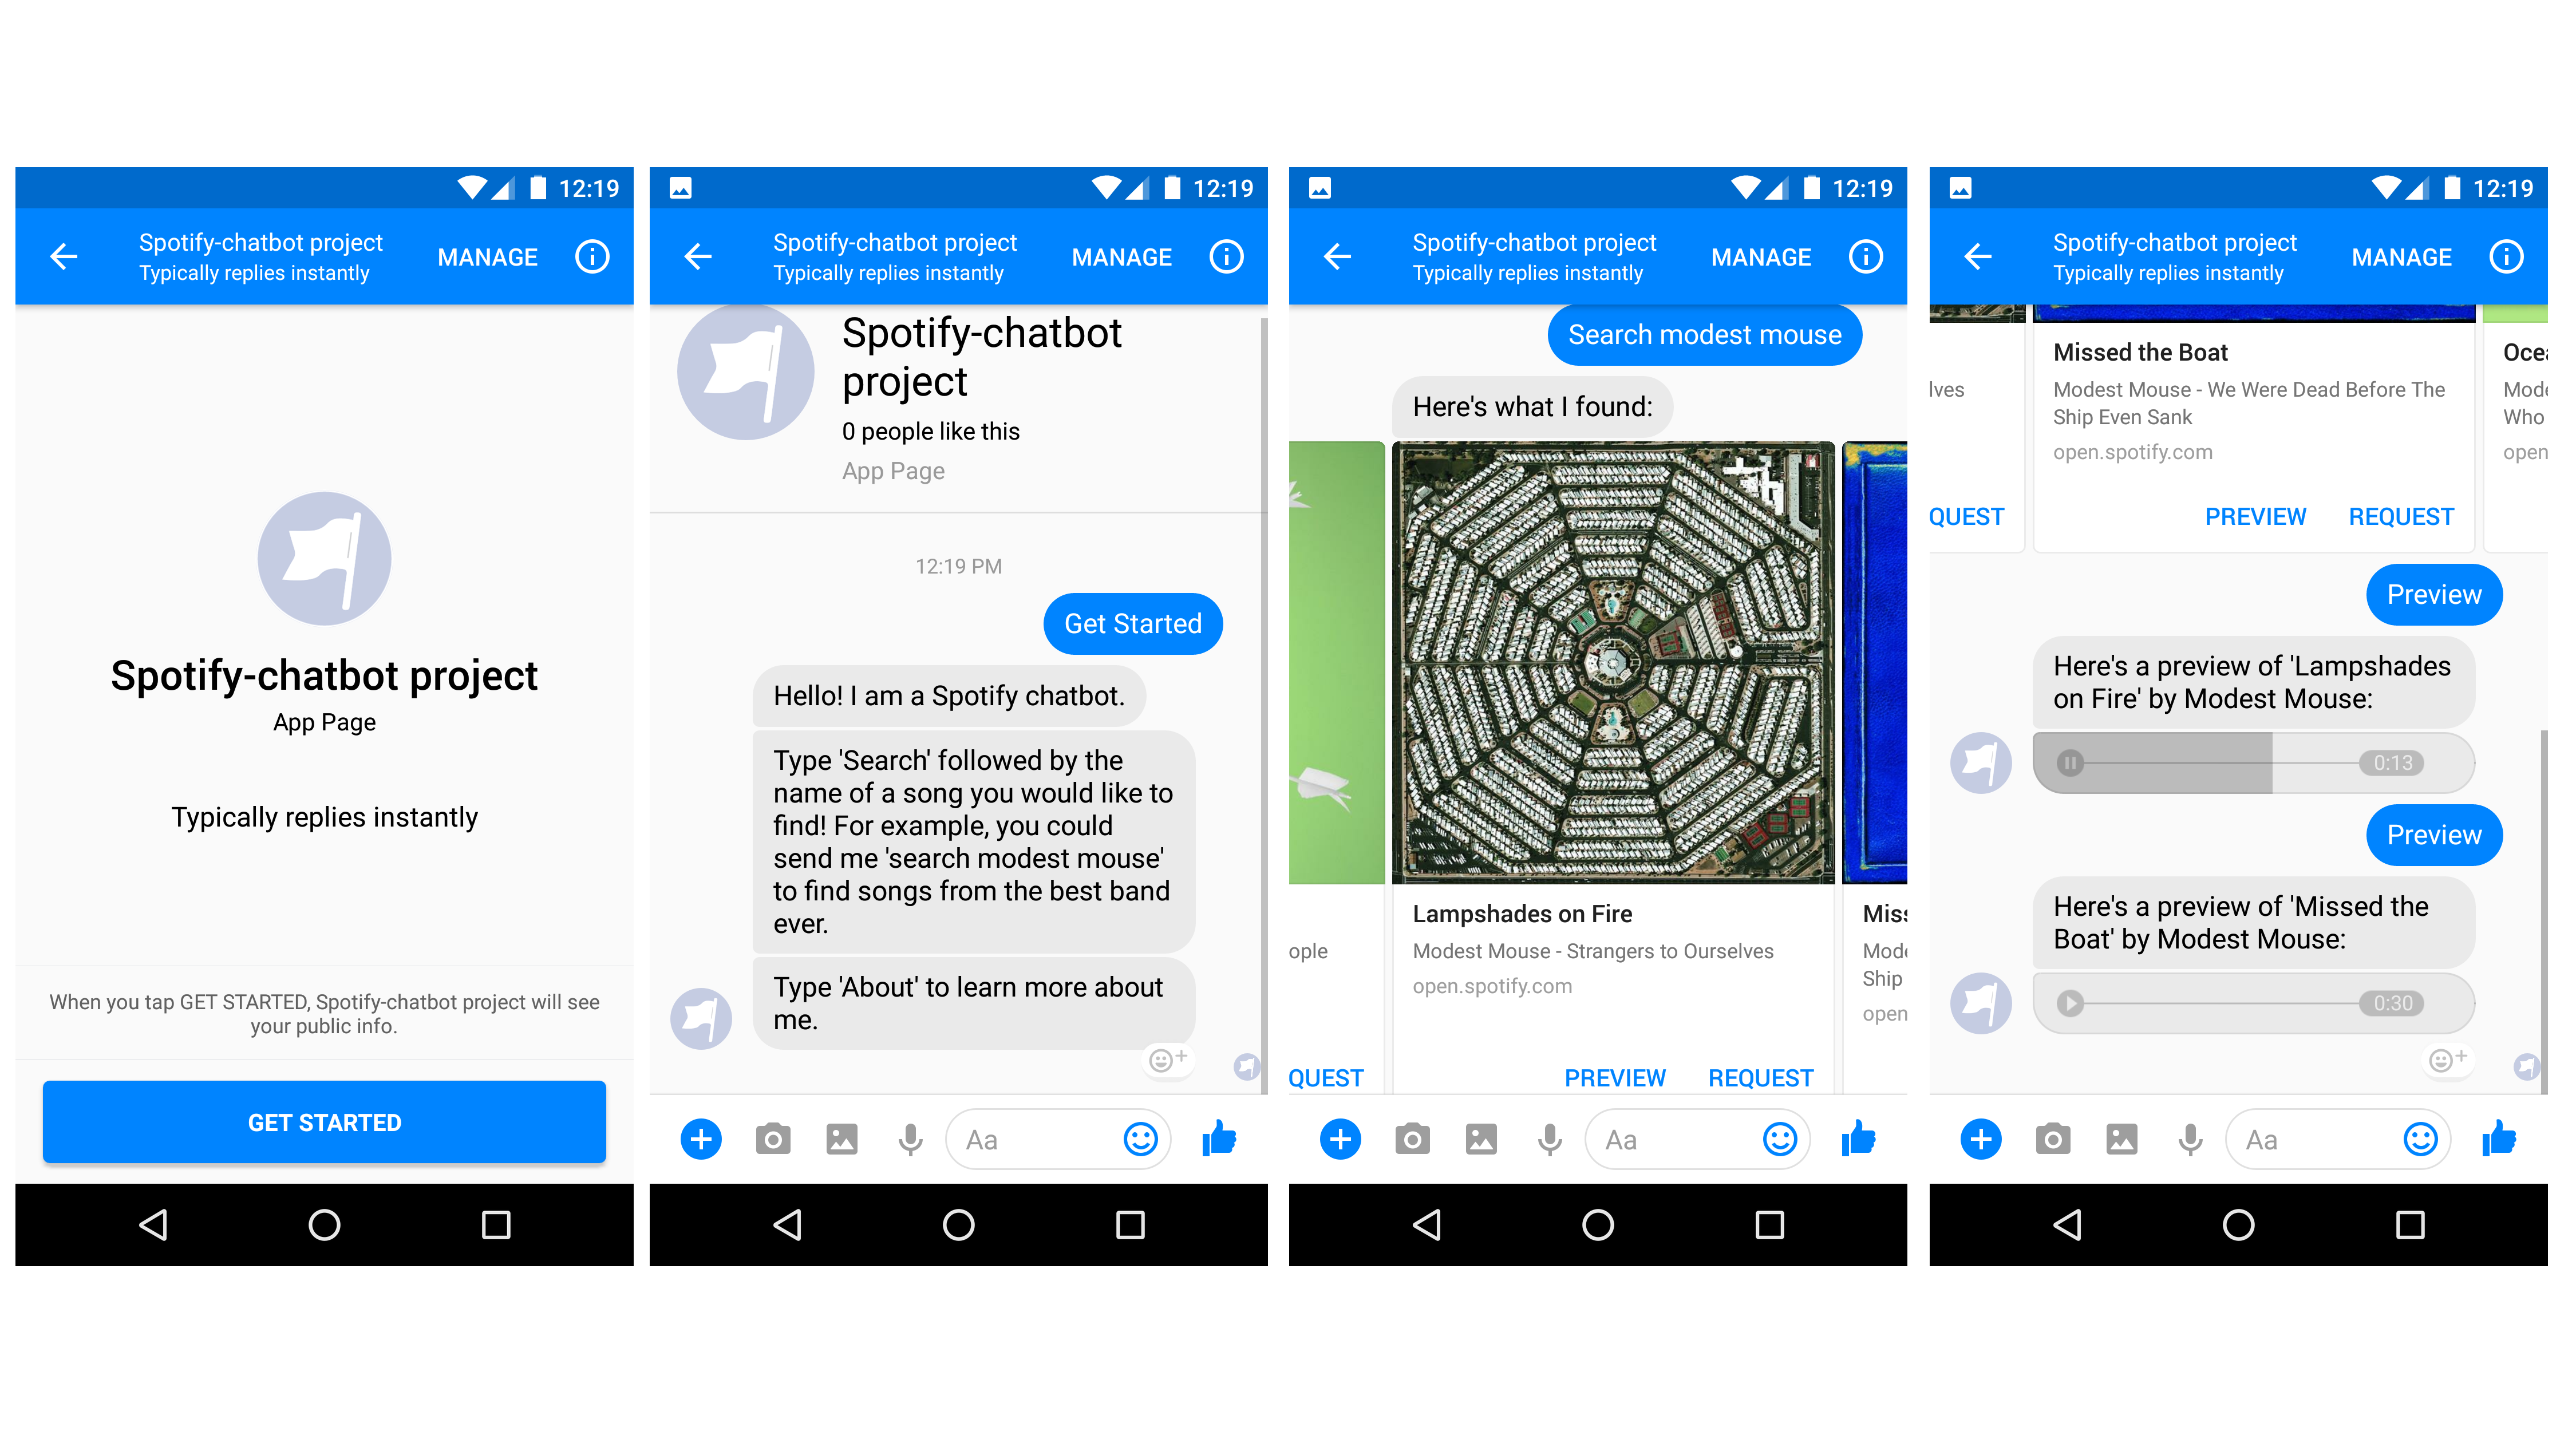 12:19
Spotify-chatbot project
Typically replies instantly
MANAGE
Spotify-chatbot project
App Page
Typically replies instantly
When you tap GET STARTED, Spotify-chatbot project will see
your public info.
GET STARTED
12:19
Spotify-chatbot project
Typically replies instantly
MANAGE
Spotify-chatbot
project
0 people like this
App Page
12:19 PM
Get Started
Hello! I am a Spotify chatbot.
Type 'Search' followed by the
name of a song you would like to
find! For example, you could
send me 'search modest mouse'
to find songs from the best band
ever.
Type 'About' to learn more about
me.
Aa
12:19
Spotify-chatbot project
Typically replies instantly
MANAGE
Search modest mouse
Here's what I found:
ople
QUEST
Lampshades on Fire
Modest Mouse - Strangers to Ourselves
open.spotify.com
PREVIEW
REQUEST
Miss
Mode
Ship
open
Aa
12:19
Spotify-chatbot project
Typically replies instantly
MANAGE
lves
QUEST
Missed the Boat
Modest Mouse - We Were Dead Before The
Ship Even Sank
open.spotify.com
PREVIEW
REQUEST
Ocea
Mode
Who
open
Preview
Here's a preview of 'Lampshades
on Fire' by Modest Mouse:
0:13
Preview
Here's a preview of 'Missed the
Boat' by Modest Mouse:
0:30
Aa